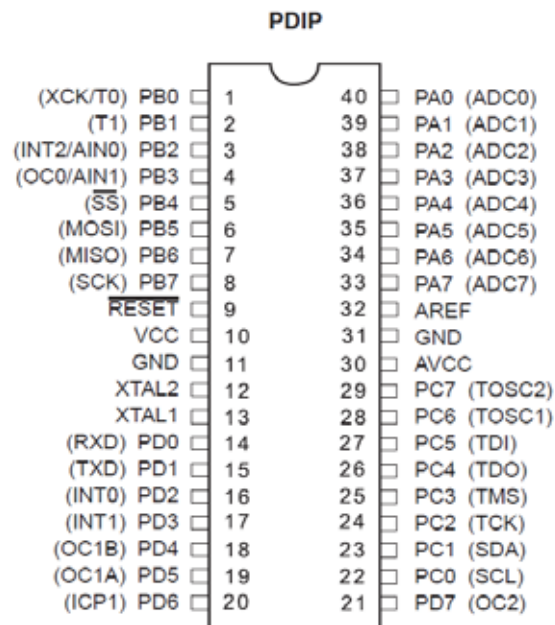 PDIP
(XCK/T0) PB0 1 40 PA0 (ADC0)
(T1) PB1 2 39 PA1 (ADC1)
(INT2/AIN0) PB2 3 38 PA2 (ADC2)
(OC0/AIN1) PB3 4 37 PA3 (ADC3)
(S̅S̅) PB4 5 36 PA4 (ADC4)
(MOSI) PB5 6 35 PA5 (ADC5)
(MISO) PB6 7 34 PA6 (ADC6)
(SCK) PB7 8 33 PA7 (ADC7)
R̅E̅S̅E̅T̅ 9 32 AREF
VCC 10 31 GND
GND 11 30 AVCC
XTAL2 12 29 PC7 (TOSC2)
XTAL1 13 28 PC6 (TOSC1)
(RXD) PD0 14 27 PC5 (TDI)
(TXD) PD1 15 26 PC4 (TDO)
(INT0) PD2 16 25 PC3 (TMS)
(INT1) PD3 17 24 PC2 (TCK)
(OC1B) PD4 18 23 PC1 (SDA)
(OC1A) PD5 19 22 PC0 (SCL)
(ICP1) PD6 20 21 PD7 (OC2)